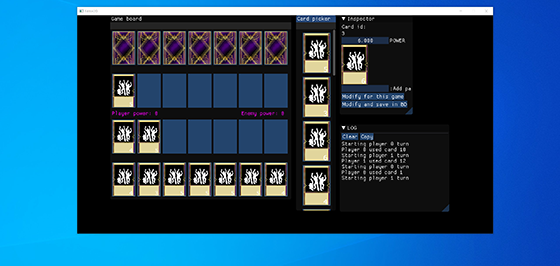 Game board
Card picker
Inspector
Card id:
3
0.000 POWER
:Add pa
Modify for this game
Modify and save in BD
Player power: 0
Enemy power: 0
LOG
Clear Copy
Starting player 0 turn
Player 0 used card 10
Starting player 1 turn
Player 1 used card 12
Starting player 0 turn
Player 0 used card 1
Starting player 1 turn